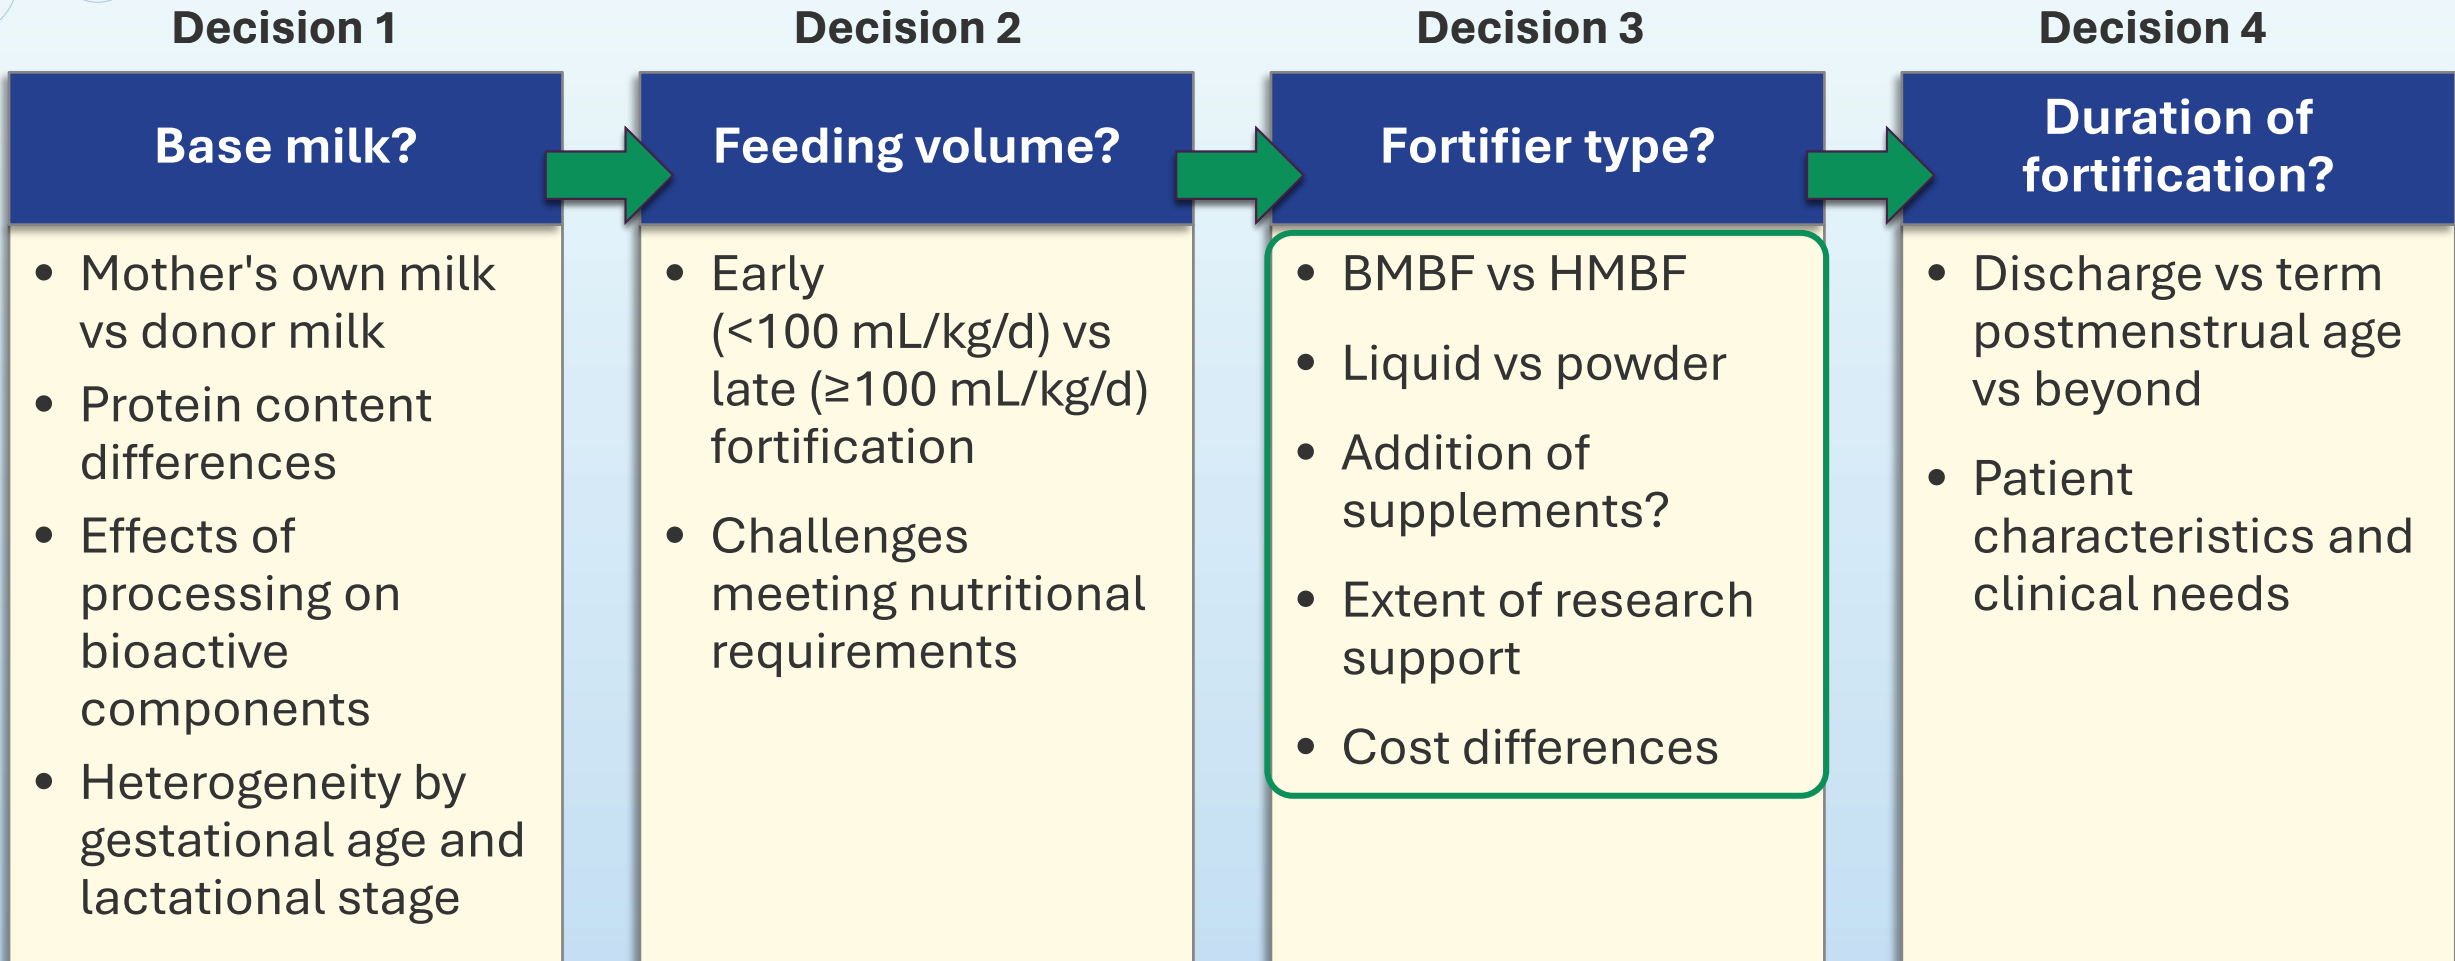 Decision 1
Base milk?
• Mother's own milk
vs donor milk
• Protein content
differences
• Effects of
processing on
bioactive
components
• Heterogeneity by
gestational age and
lactational stage
Decision 2
Feeding volume?
• Early
(<100 mL/kg/d) vs
late (≥100 mL/kg/d)
fortification
• Challenges
meeting nutritional
requirements
Decision 3
Fortifier type?
• BMBF vs HMBF
• Liquid vs powder
• Addition of
supplements?
• Extent of research
support
• Cost differences
Decision 4
Duration of
fortification?
• Discharge vs term
postmenstrual age
vs beyond
• Patient
characteristics and
clinical needs